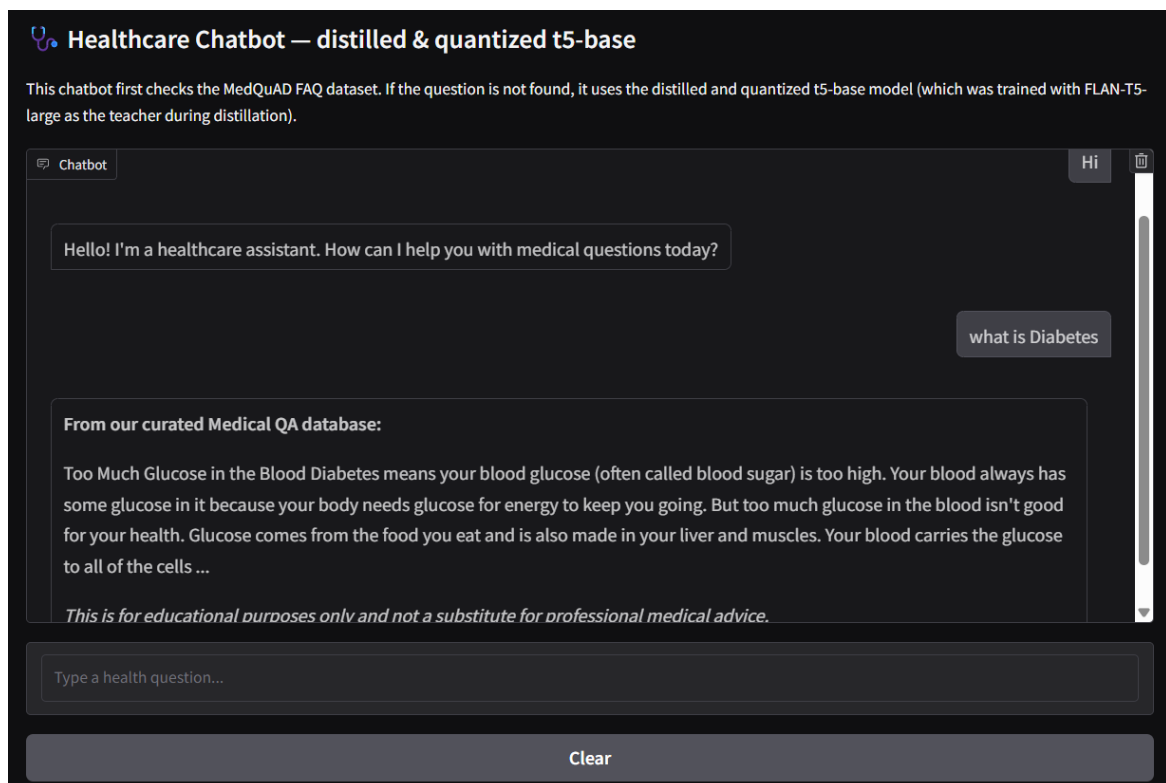 Healthcare Chatbot — distilled & quantized t5-base
This chatbot first checks the MedQuAD FAQ dataset. If the question is not found, it uses the distilled and quantized t5-base model (which was trained with FLAN-T5-
large as the teacher during distillation).
Chatbot
Hi
Hello! I'm a healthcare assistant. How can I help you with medical questions today?
what is Diabetes
From our curated Medical QA database:
Too Much Glucose in the Blood Diabetes means your blood glucose (often called blood sugar) is too high. Your blood always has
some glucose in it because your body needs glucose for energy to keep you going. But too much glucose in the blood isn't good
for your health. Glucose comes from the food you eat and is also made in your liver and muscles. Your blood carries the glucose
to all of the cells ...
This is for educational purposes only and not a substitute for professional medical advice.
Type a health question...
Clear